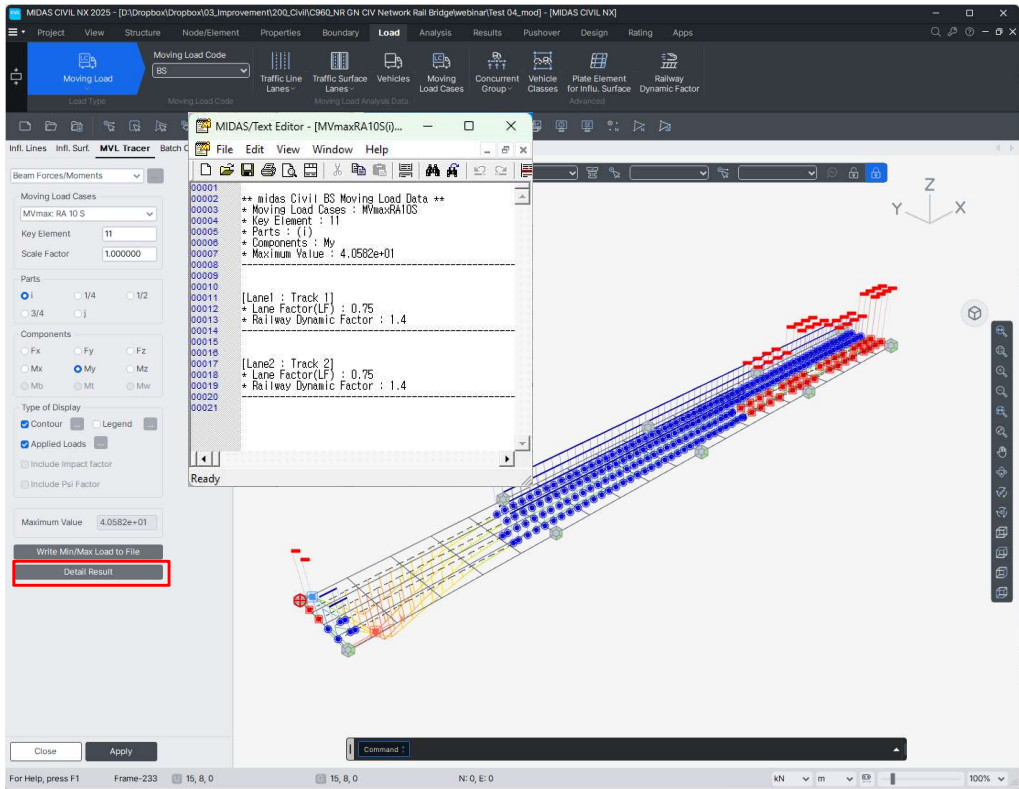 MIDAS CIVIL NX 2025 - [D:\Dropbox\Dropbox\03_Improvement\200_Civil\C960_NR GN CIV Network Rail Bridge\webinar\Test 04_mod] - [MIDAS CIVIL NX]
Project View Structure Node/Element Properties Boundary Load Analysis Results Pushover Design Rating Apps
Moving Load
Load Type
Moving Load Code
BS
Moving Load Code
Traffic Line Lanes
Traffic Surface Lanes
Vehicles
Moving Load Cases
Moving Load Analysis Data
Concurrent Group
Vehicle Classes
Plate Element for Influ. Surface
Railway Dynamic Factor
Advanced
Infl. Lines Infl. Surf. MVL Tracer Batch C
Beam Forces/Moments
Moving Load Cases
MVmax: RA 10 S
Key Element 11
Scale Factor 1.000000
Parts
i 1/4 1/2
3/4 j
Components
Fx Fy Fz
Mx My Mz
Mb Mt Mw
Type of Display
Contour ... Legend ...
Applied Loads ...
Include Impact factor
Include Psi Factor
Maximum Value 4.0582e+01
Write Min/Max Load to File
Detail Result
Close Apply
MIDAS/Text Editor - [MVmaxRA10S(i)...
File Edit View Window Help
00001
00002 ** midas Civil BS Moving Load Data **
00003 * Moving Load Cases : MVmaxRA10S
00004 * Key Element : 11
00005 * Parts : (i)
00006 * Components : My
00007 * Maximum Value : 4.0582e+01
00008 --------------------------------------------------
00009
00010
00011 [Lane1 : Track 1]
00012 * Lane Factor(LF) : 0.75
00013 * Railway Dynamic Factor : 1.4
00014 --------------------------------------------------
00015
00016
00017 [Lane2 : Track 2]
00018 * Lane Factor(LF) : 0.75
00019 * Railway Dynamic Factor : 1.4
00020 --------------------------------------------------
00021
Ready
Z
Y X
Command :
For Help, press F1 Frame-233 15, 8, 0 15, 8, 0 N: 0, E: 0 kN m 100%